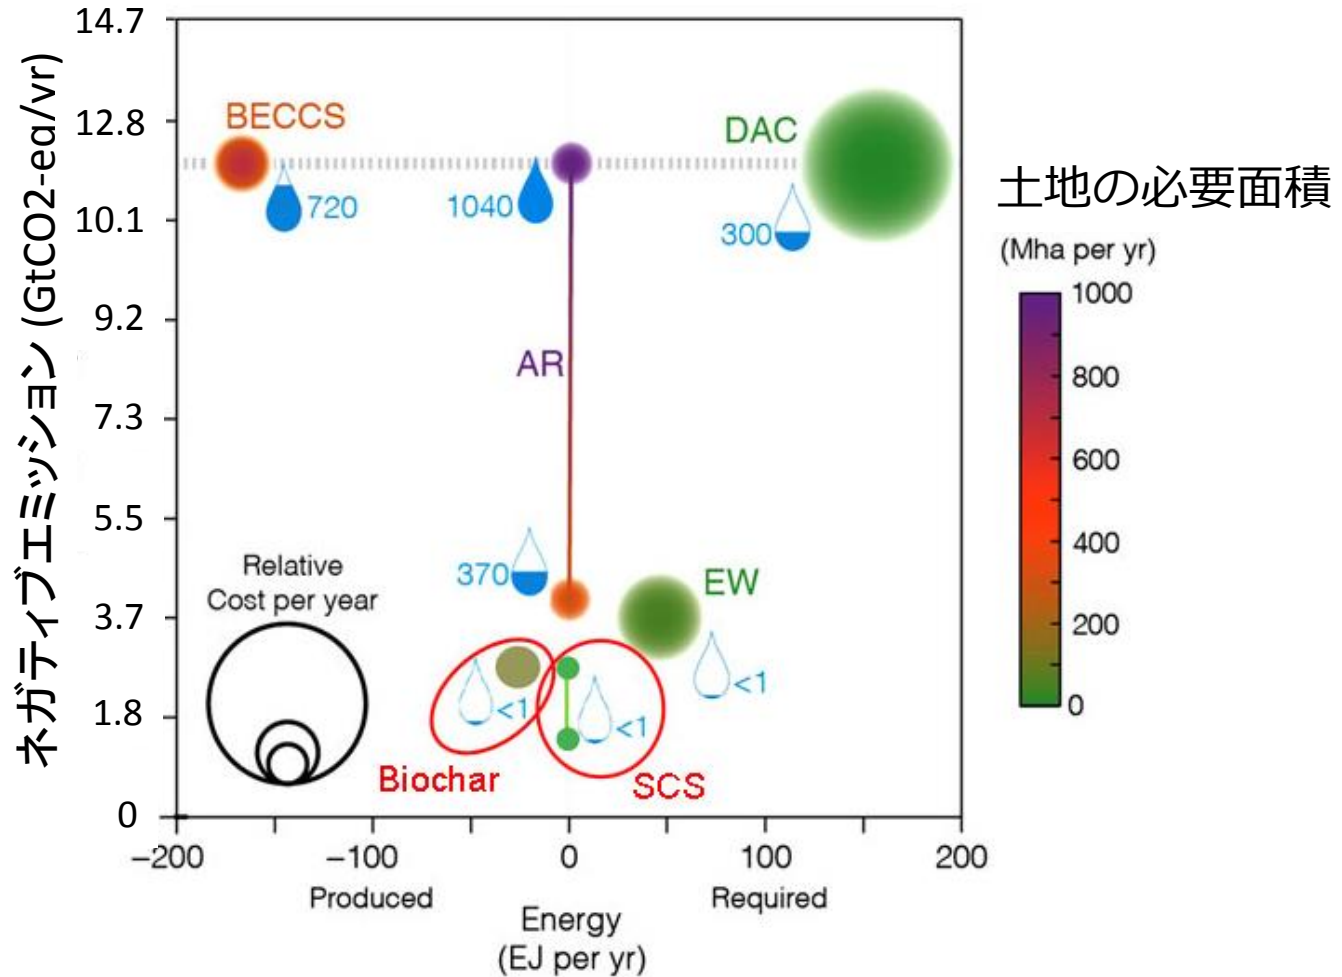 14.7
12.8
10.1
9.2
7.3
5.5
3.7
1.8
0
ネガティブエミッション (GtCO2-eq/yr)
BECCS
720
1040
DAC
300
AR
370
EW
<1
<1
<1
Biochar
SCS
Relative
Cost per year
−200
−100
0
100
200
Produced
Required
Energy
(EJ per yr)
土地の必要面積
(Mha per yr)
1000
800
600
400
200
0